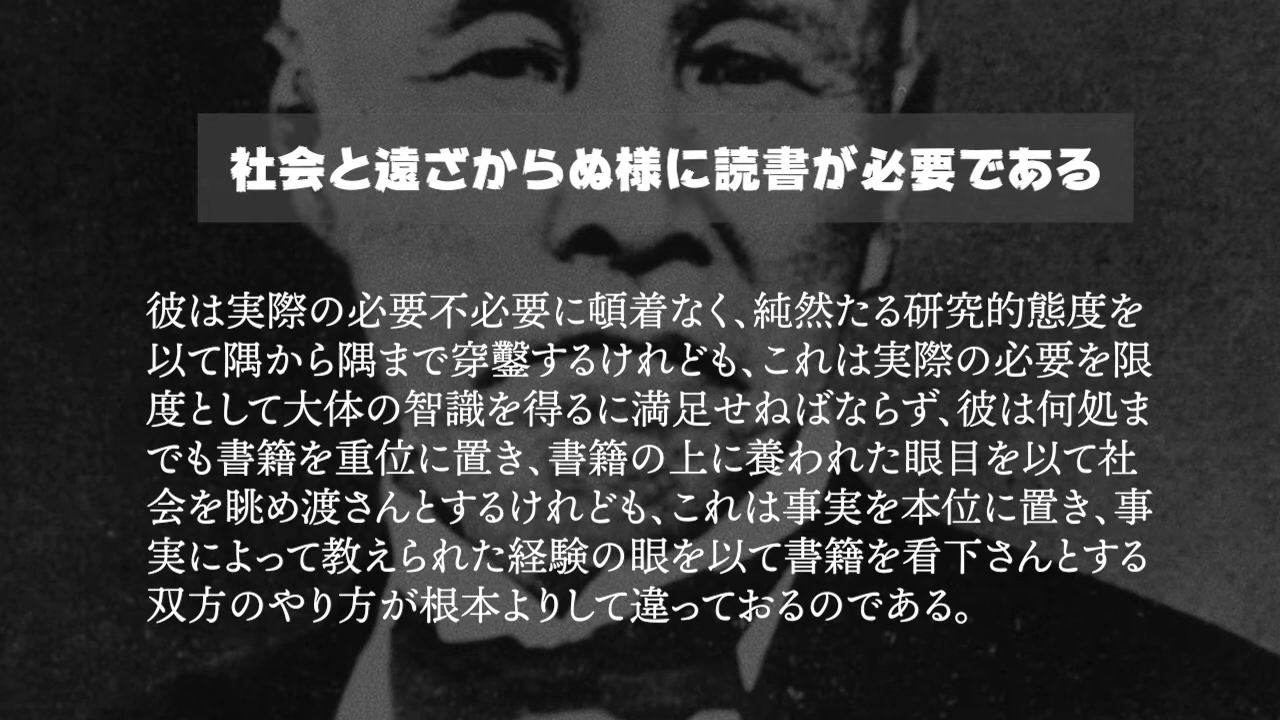 社会と遠ざからぬ様に読書が必要である
彼は実際の必要不必要に頓着なく、純然たる研究的態度を
以て隅から隅まで穿鑿するけれども、これは実際の必要を限
度として大体の智識を得るに満足せねばならず、彼は何処ま
でも書籍を重位に置き、書籍の上に養われた眼目を以て社
会を眺め渡さんとするけれども、これは事実を本位に置き、事
実によって教えられた経験の眼を以て書籍を看下さんとする
双方のやり方が根本よりして違っておるのである。